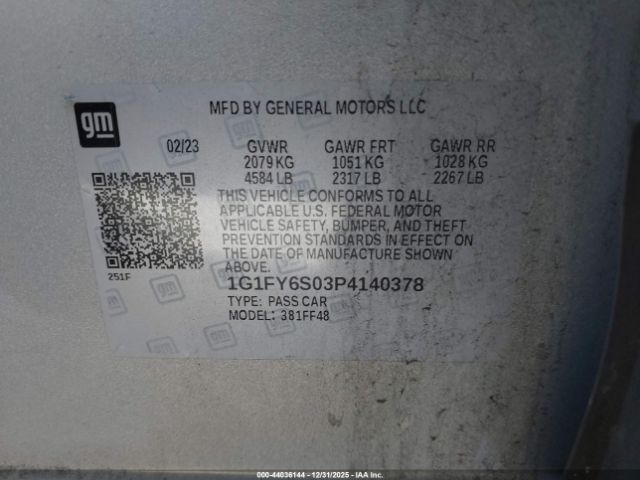 gm
MFD BY GENERAL MOTORS LLC
02/23 GVWR GAWR FRT GAWR RR
2079 KG 1051 KG 1028 KG
4584 LB 2317 LB 2267 LB
THIS VEHICLE CONFORMS TO ALL
APPLICABLE U.S. FEDERAL MOTOR
VEHICLE SAFETY, BUMPER, AND THEFT
PREVENTION STANDARDS IN EFFECT ON
THE DATE OF MANUFACTURE SHOWN
ABOVE.
251F
1G1FY6S03P4140378
TYPE: PASS CAR
MODEL: 381FF48
000-44036144 - 12/31/2025 - IAA Inc.